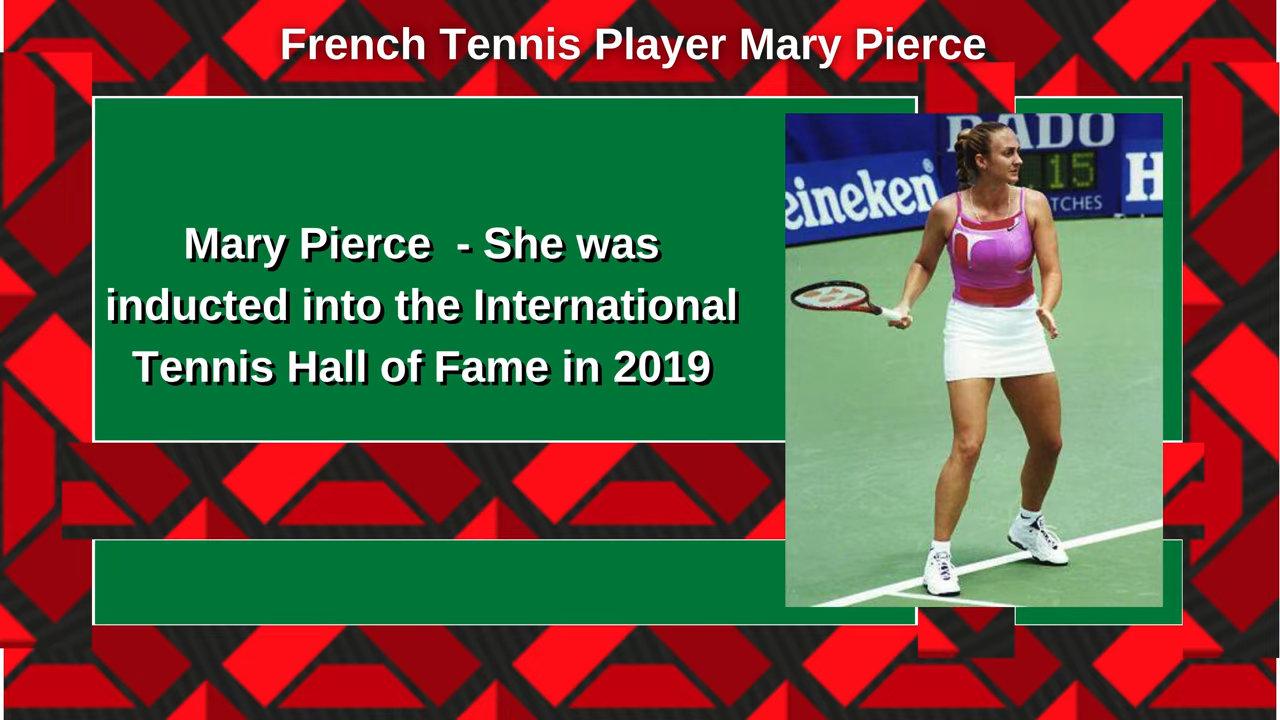 French Tennis Player Mary Pierce
Mary Pierce  - She was
inducted into the International
Tennis Hall of Fame in 2019
RADO
eineken®
15
TCHES
H